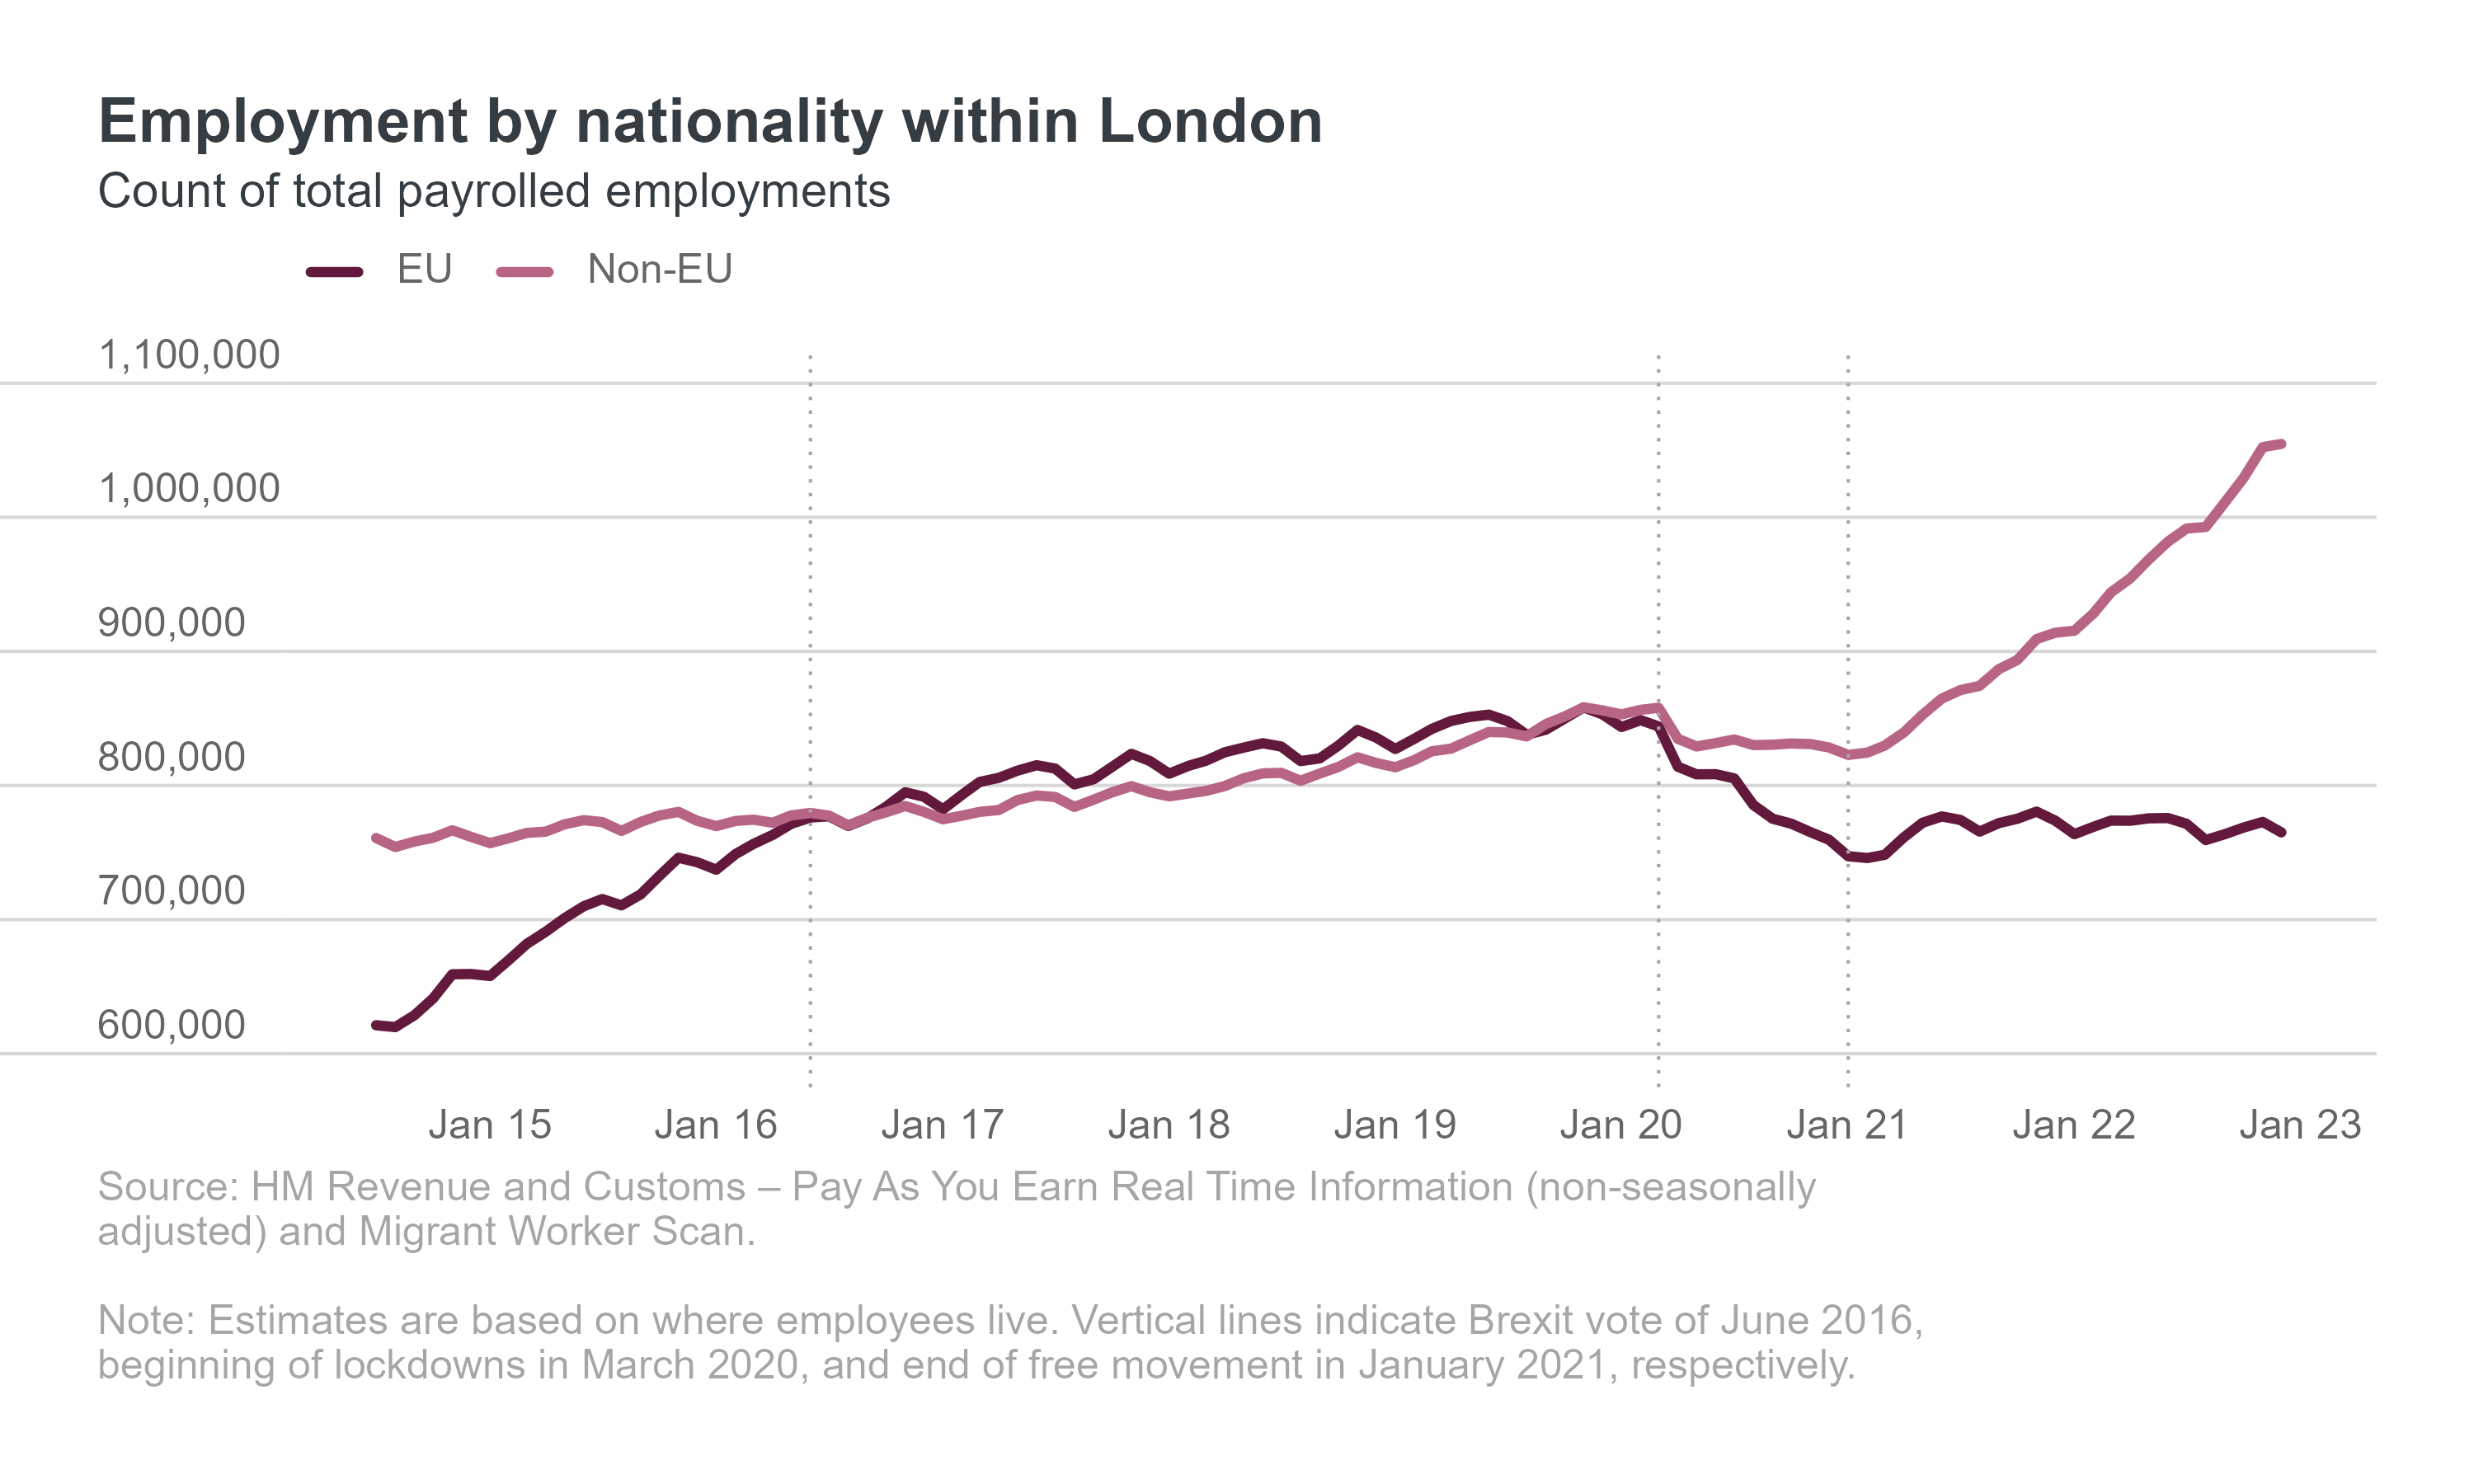 Employment by nationality within London
Count of total payrolled employments
EU Non-EU
1,100,000
1,000,000
900,000
800,000
700,000
600,000
Jan 15 Jan 16 Jan 17 Jan 18 Jan 19 Jan 20 Jan 21 Jan 22 Jan 23
Source: HM Revenue and Customs – Pay As You Earn Real Time Information (non-seasonally
adjusted) and Migrant Worker Scan.
Note: Estimates are based on where employees live. Vertical lines indicate Brexit vote of June 2016,
beginning of lockdowns in March 2020, and end of free movement in January 2021, respectively.